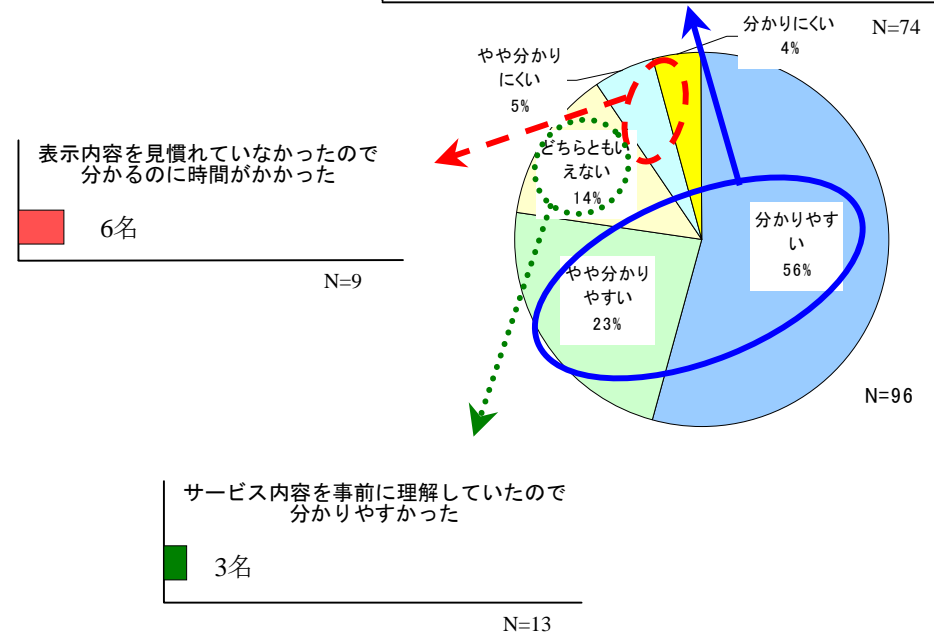 N=74
分かりにくい
4%
やや分かり
にくい
5%
どちらともい
えない
14%
分かりやす
い
56%
やや分かり
やすい
23%
N=96
表示内容を見慣れていなかったので
分かるのに時間がかかった
6名
N=9
サービス内容を事前に理解していたので
分かりやすかった
3名
N=13